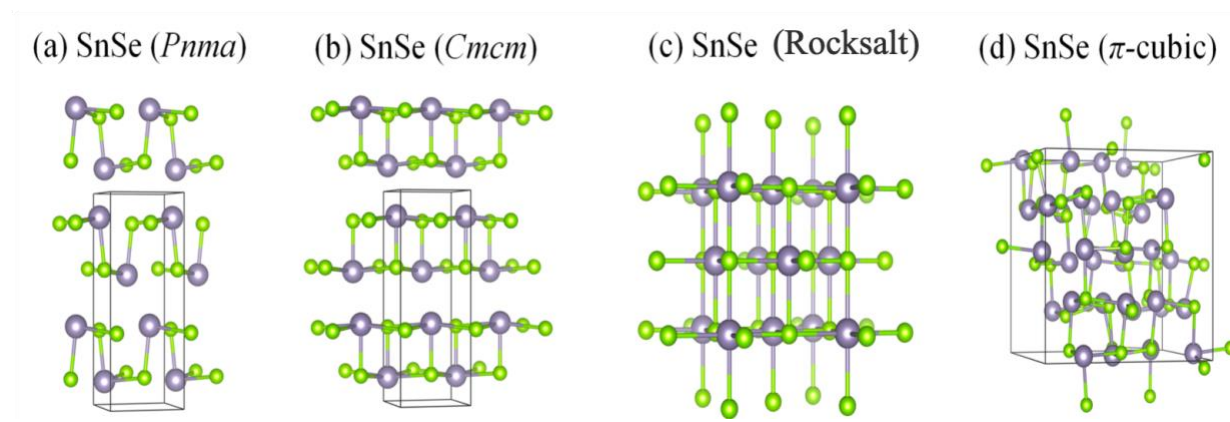 (a) SnSe (Pnma) (b) SnSe (Cmcm) (c) SnSe (Rocksalt) (d) SnSe (π-cubic)